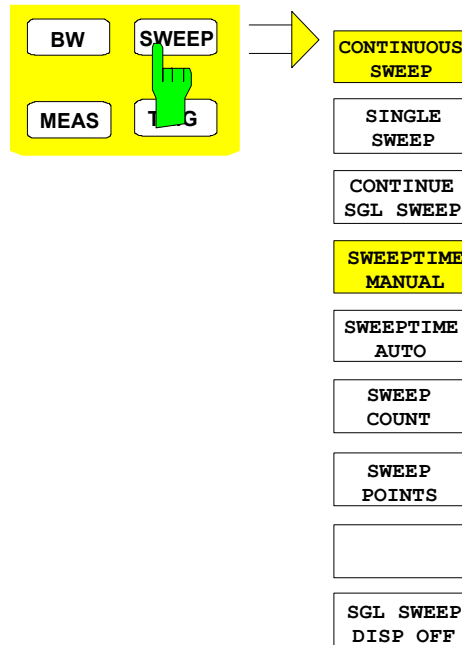 BW
SWEEP
MEAS
CONTINUOUS
SWEEP
SINGLE
SWEEP
CONTINUE
SGL SWEEP
SWEEPTIME
MANUAL
SWEEPTIME
AUTO
SWEEP
COUNT
SWEEP
POINTS
SGL SWEEP
DISP OFF